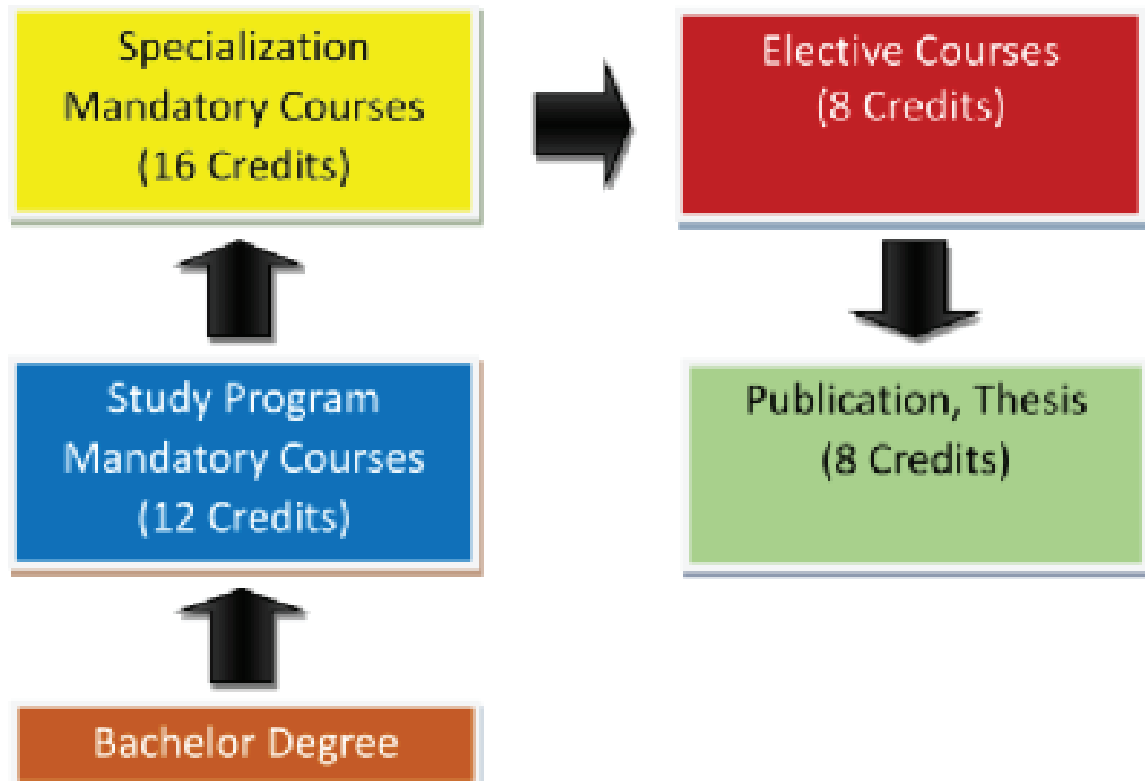 Specialization
Mandatory Courses
(16 Credits)
Elective Courses
(8 Credits)
Study Program
Mandatory Courses
(12 Credits)
Publication, Thesis
(8 Credits)
Bachelor Degree